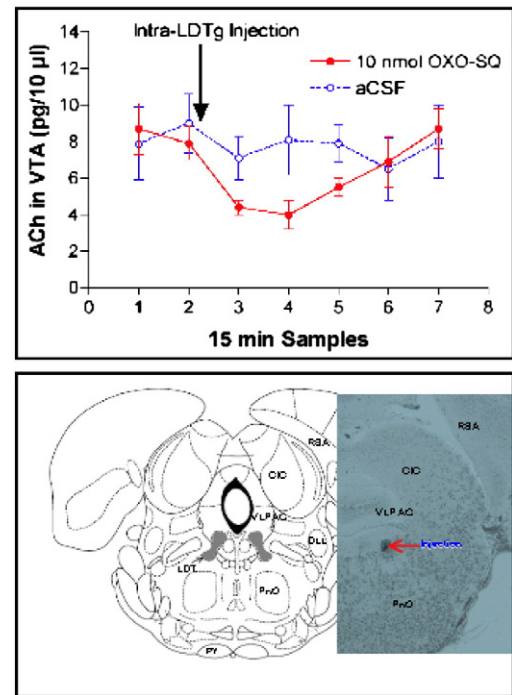 Intra-LDTg Injection
10 nmol OXO-SQ
aCSF
ACh in VTA (pg/10 µl)
14
12
10
8
6
4
2
0
0 1 2 3 4 5 6 7 8
15 min Samples
RSA
CIC
VLPAG
DLL
LDT
PnO
PY
RSA
CIC
VLPAG
Injection
PnO